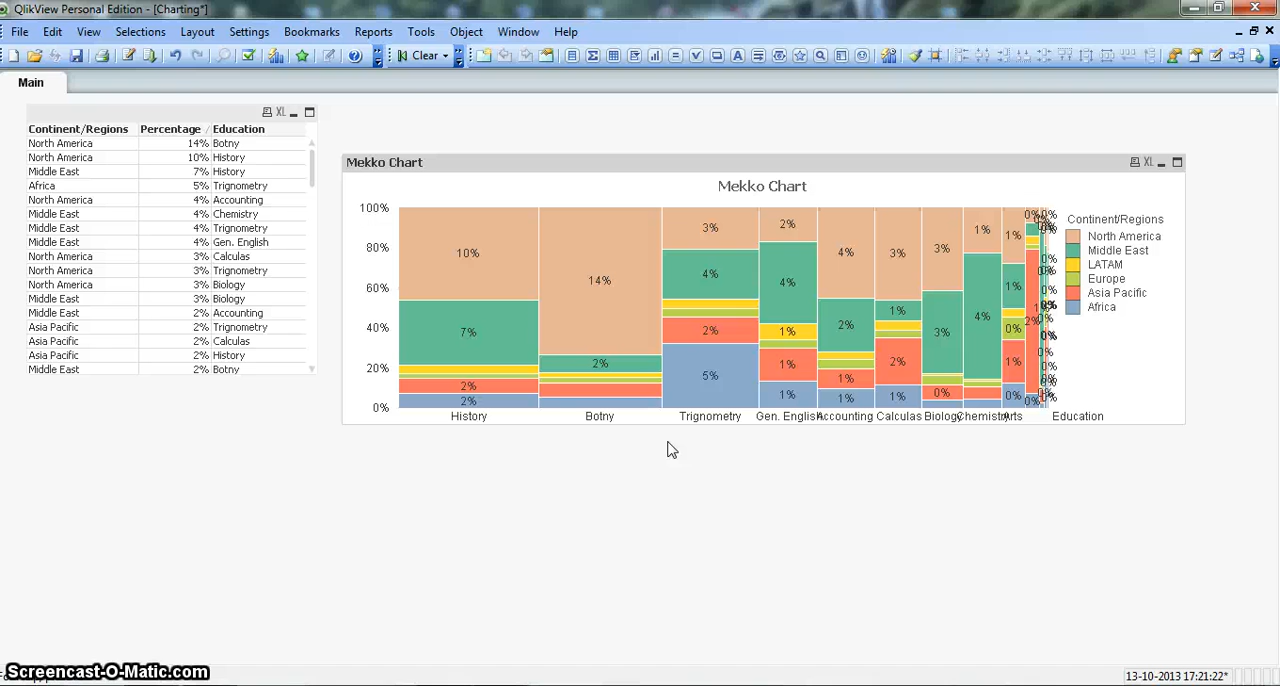 QlikView Personal Edition - [Charting*]
File Edit View Selections Layout Settings Bookmarks Reports Tools Object Window Help
Clear
Main
XL
Continent/Regions Percentage Education
North America 14% Botny
North America 10% History
Middle East 7% History
Africa 5% Trignometry
North America 4% Accounting
Middle East 4% Chemistry
Middle East 4% Trignometry
Middle East 4% Gen. English
North America 3% Calculas
North America 3% Trignometry
North America 3% Biology
Middle East 3% Biology
Middle East 2% Accounting
Asia Pacific 2% Trignometry
Asia Pacific 2% Calculas
Asia Pacific 2% History
Middle East 2% Botny
Mekko Chart XL
Mekko Chart
100%
80%
60%
40%
20%
0%
10% 7% 2% 2%
14% 2%
3% 4% 2% 5%
2% 4% 1% 1% 1%
4% 2% 1% 1%
3% 1% 2% 1%
3% 3% 0%
1% 4%
1% 1% 0% 1% 0%
History Botny Trignometry Gen. English Accounting Calculas Biology Chemistry Arts Education
Continent/Regions
North America
Middle East
LATAM
Europe
Asia Pacific
Africa
Screencast-O-Matic.com
13-10-2013 17:21:22*